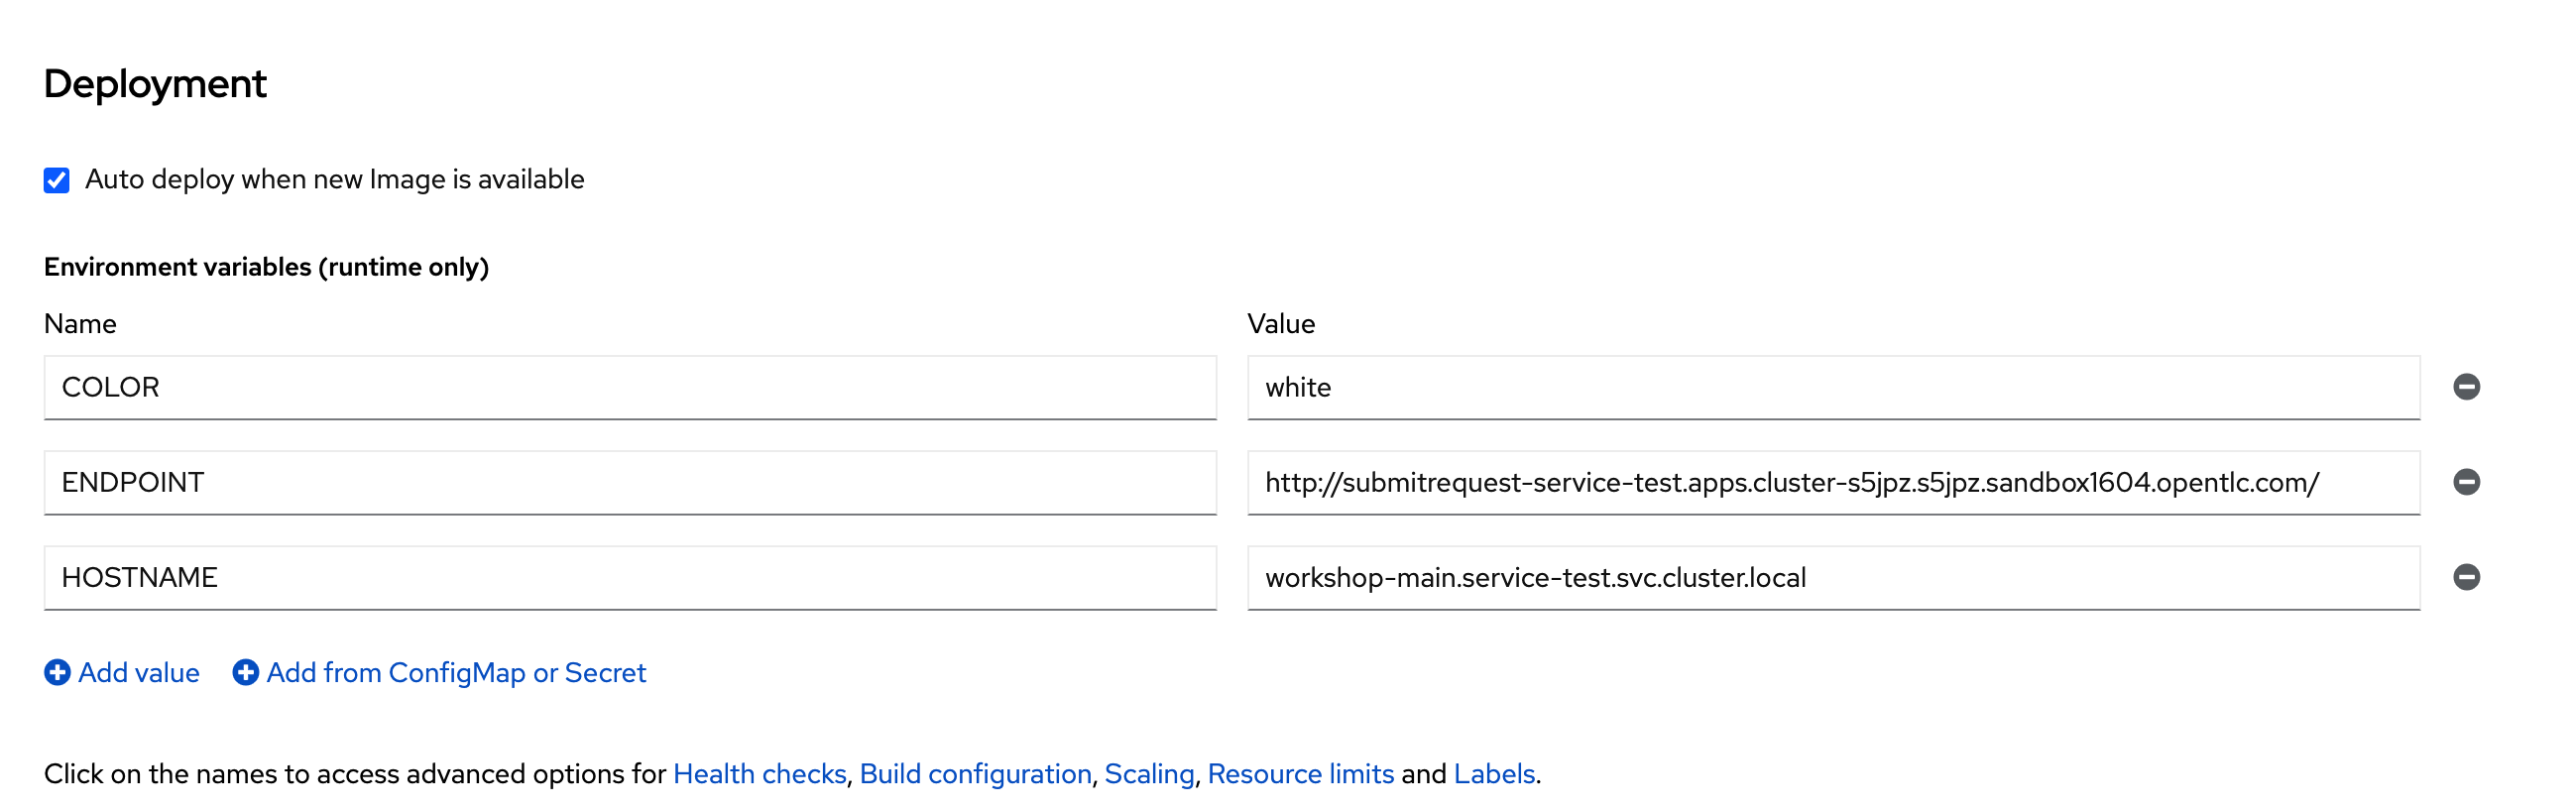 Deployment
Auto deploy when new Image is available
Environment variables (runtime only)
Name Value
COLOR white
ENDPOINT http://submitrequest-service-test.apps.cluster-s5jpz.s5jpz.sandbox1604.opentlc.com/
HOSTNAME workshop-main.service-test.svc.cluster.local
Add value Add from ConfigMap or Secret
Click on the names to access advanced options for Health checks, Build configuration, Scaling, Resource limits and Labels.